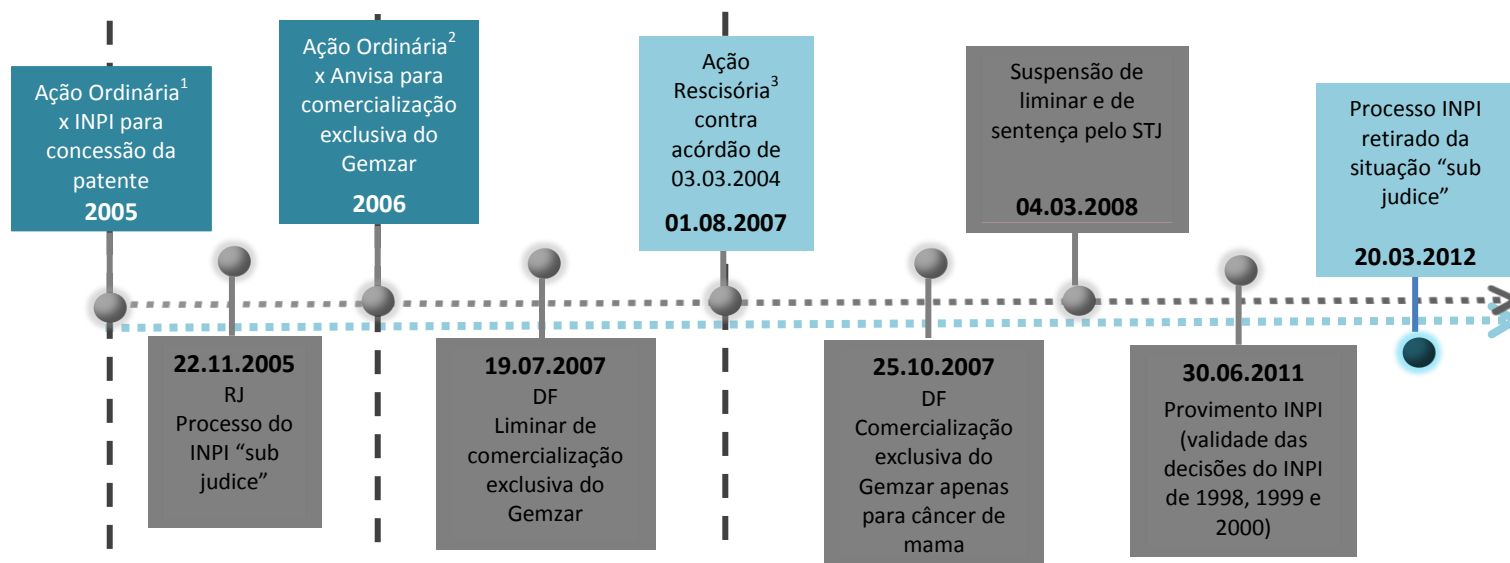 Ação Ordinária1
x INPI para
concessão da
patente
2005
Ação Ordinária2
x Anvisa para
comercialização
exclusiva do
Gemzar
2006
Ação
Rescisória3
contra
acórdão de
03.03.2004
01.08.2007
Suspensão de
liminar e de
sentença pelo STJ
04.03.2008
Processo INPI
retirado da
situação “sub
judice”
20.03.2012
22.11.2005
RJ
Processo do
INPI “sub
judice”
19.07.2007
DF
Liminar de
comercialização
exclusiva do
Gemzar
25.10.2007
DF
Comercialização
exclusiva do
Gemzar apenas
para câncer de
mama
30.06.2011
Provimento INPI
(validade das
decisões do INPI
de 1998, 1999 e
2000)